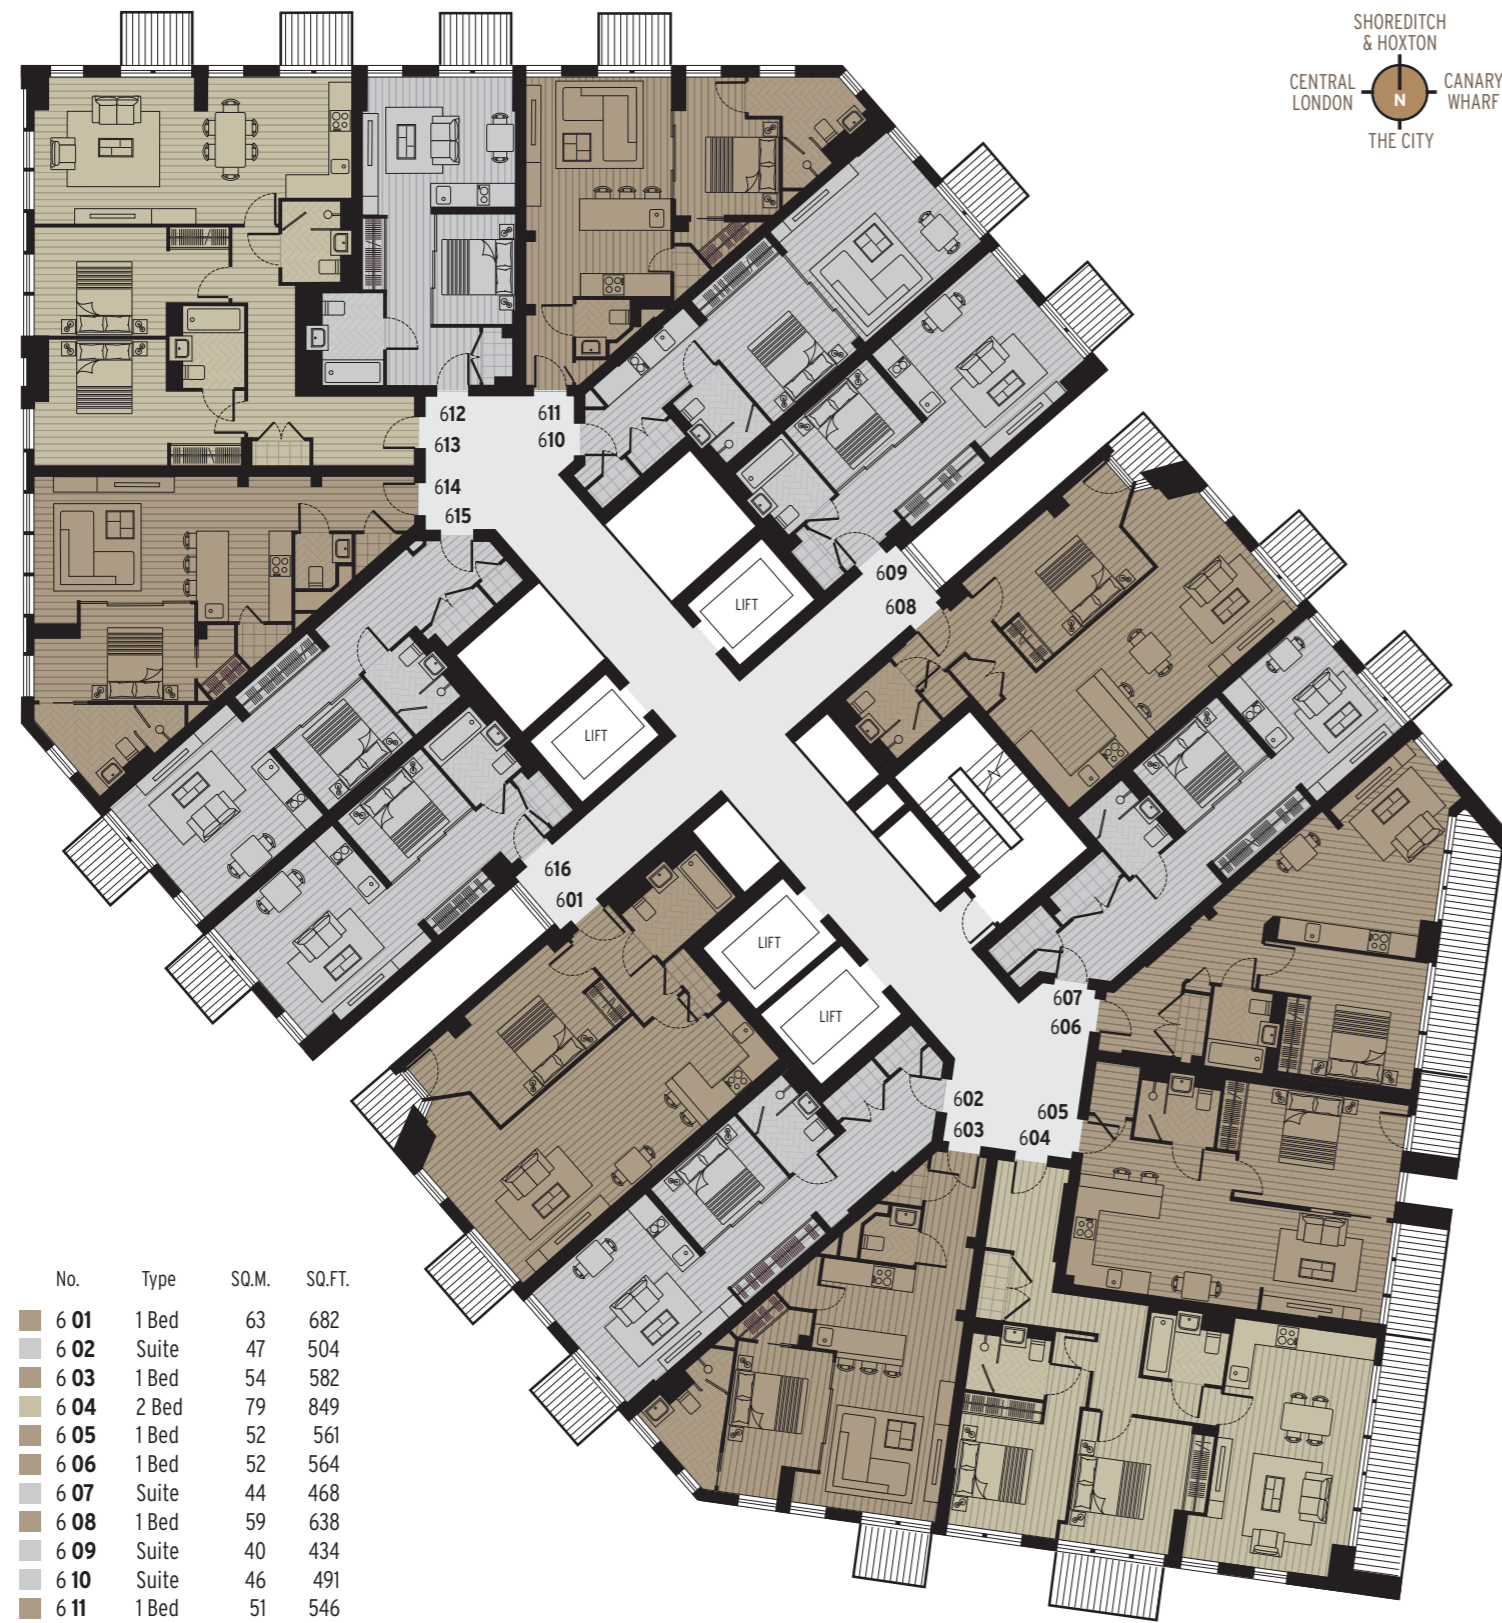 SHOREDITCH
& HOXTON
CENTRAL
LONDON
N
CANARY
WHARF
THE CITY
612
611
613
610
614
615
609
LIFT
608
LIFT
616
601
LIFT
607
LIFT
606
602
605
603
604
No. Type SQ.M. SQ.FT.
6 01 1 Bed 63 682
6 02 Suite 47 504
6 03 1 Bed 54 582
6 04 2 Bed 79 849
6 05 1 Bed 52 561
6 06 1 Bed 52 564
6 07 Suite 44 468
6 08 1 Bed 59 638
6 09 Suite 40 434
6 10 Suite 46 491
6 11 1 Bed 51 546